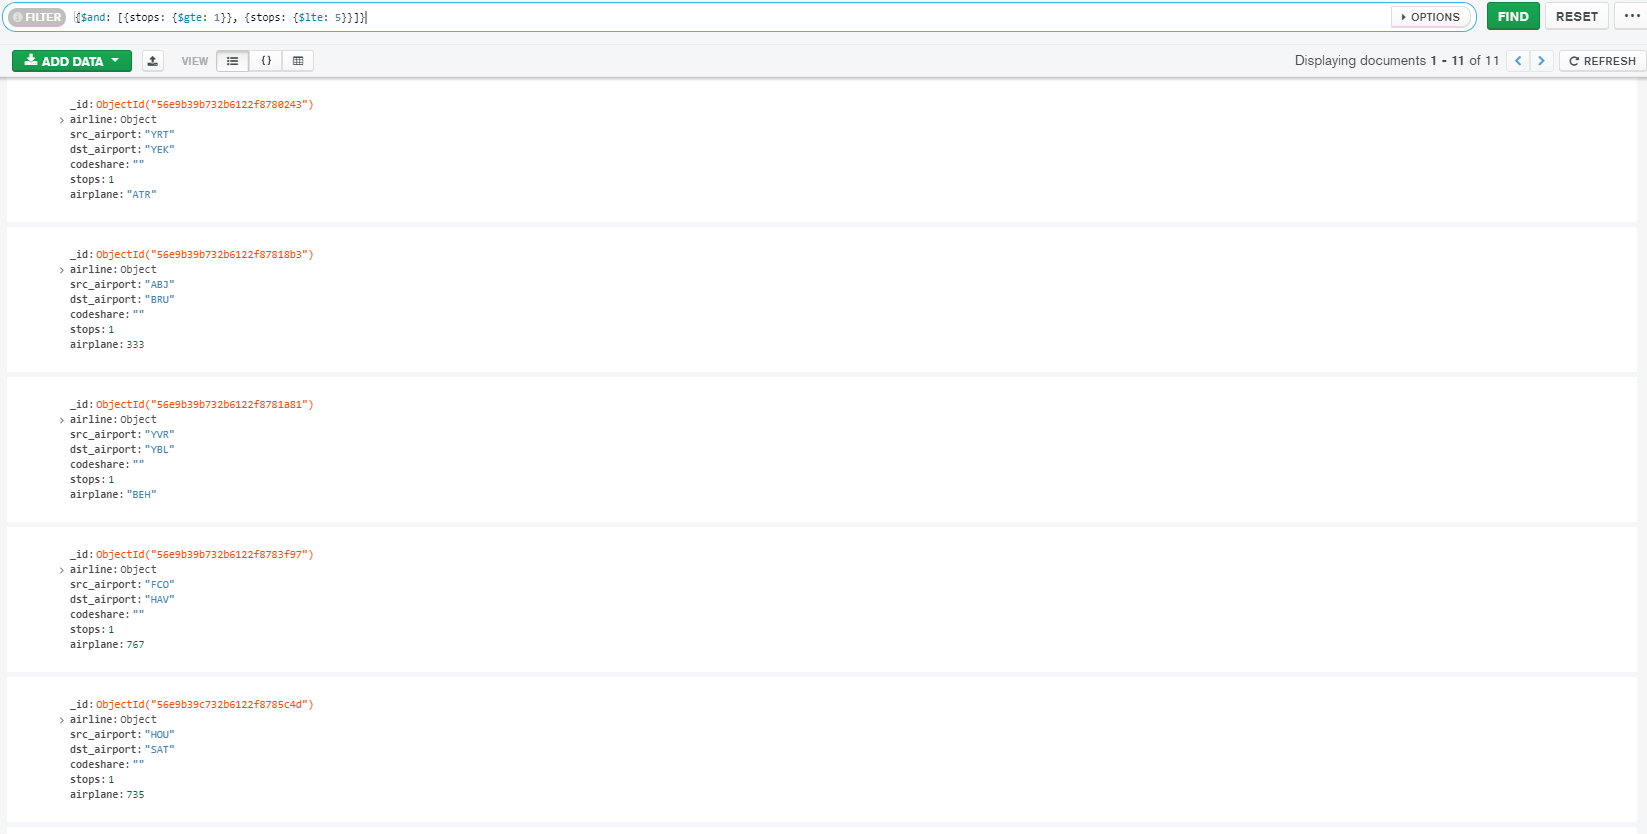 FILTER {$and: [{stops: {$gte: 1}}, {stops: {$lte: 5}}]} OPTIONS FIND RESET ...
ADD DATA VIEW {} Displaying documents 1 - 11 of 11 < > REFRESH
_id: ObjectId("56e9b39b732b6122f8780243")
> airline: Object
src_airport: "YRT"
dst_airport: "YEK"
codeshare: ""
stops: 1
airplane: "ATR"
_id: ObjectId("56e9b39b732b6122f87818b3")
> airline: Object
src_airport: "ABJ"
dst_airport: "BRU"
codeshare: ""
stops: 1
airplane: 333
_id: ObjectId("56e9b39b732b6122f8781a81")
> airline: Object
src_airport: "YVR"
dst_airport: "YBL"
codeshare: ""
stops: 1
airplane: "BEH"
_id: ObjectId("56e9b39b732b6122f8783f97")
> airline: Object
src_airport: "FCO"
dst_airport: "HAV"
codeshare: ""
stops: 1
airplane: 767
_id: ObjectId("56e9b39c732b6122f8785c4d")
> airline: Object
src_airport: "HOU"
dst_airport: "SAT"
codeshare: ""
stops: 1
airplane: 735